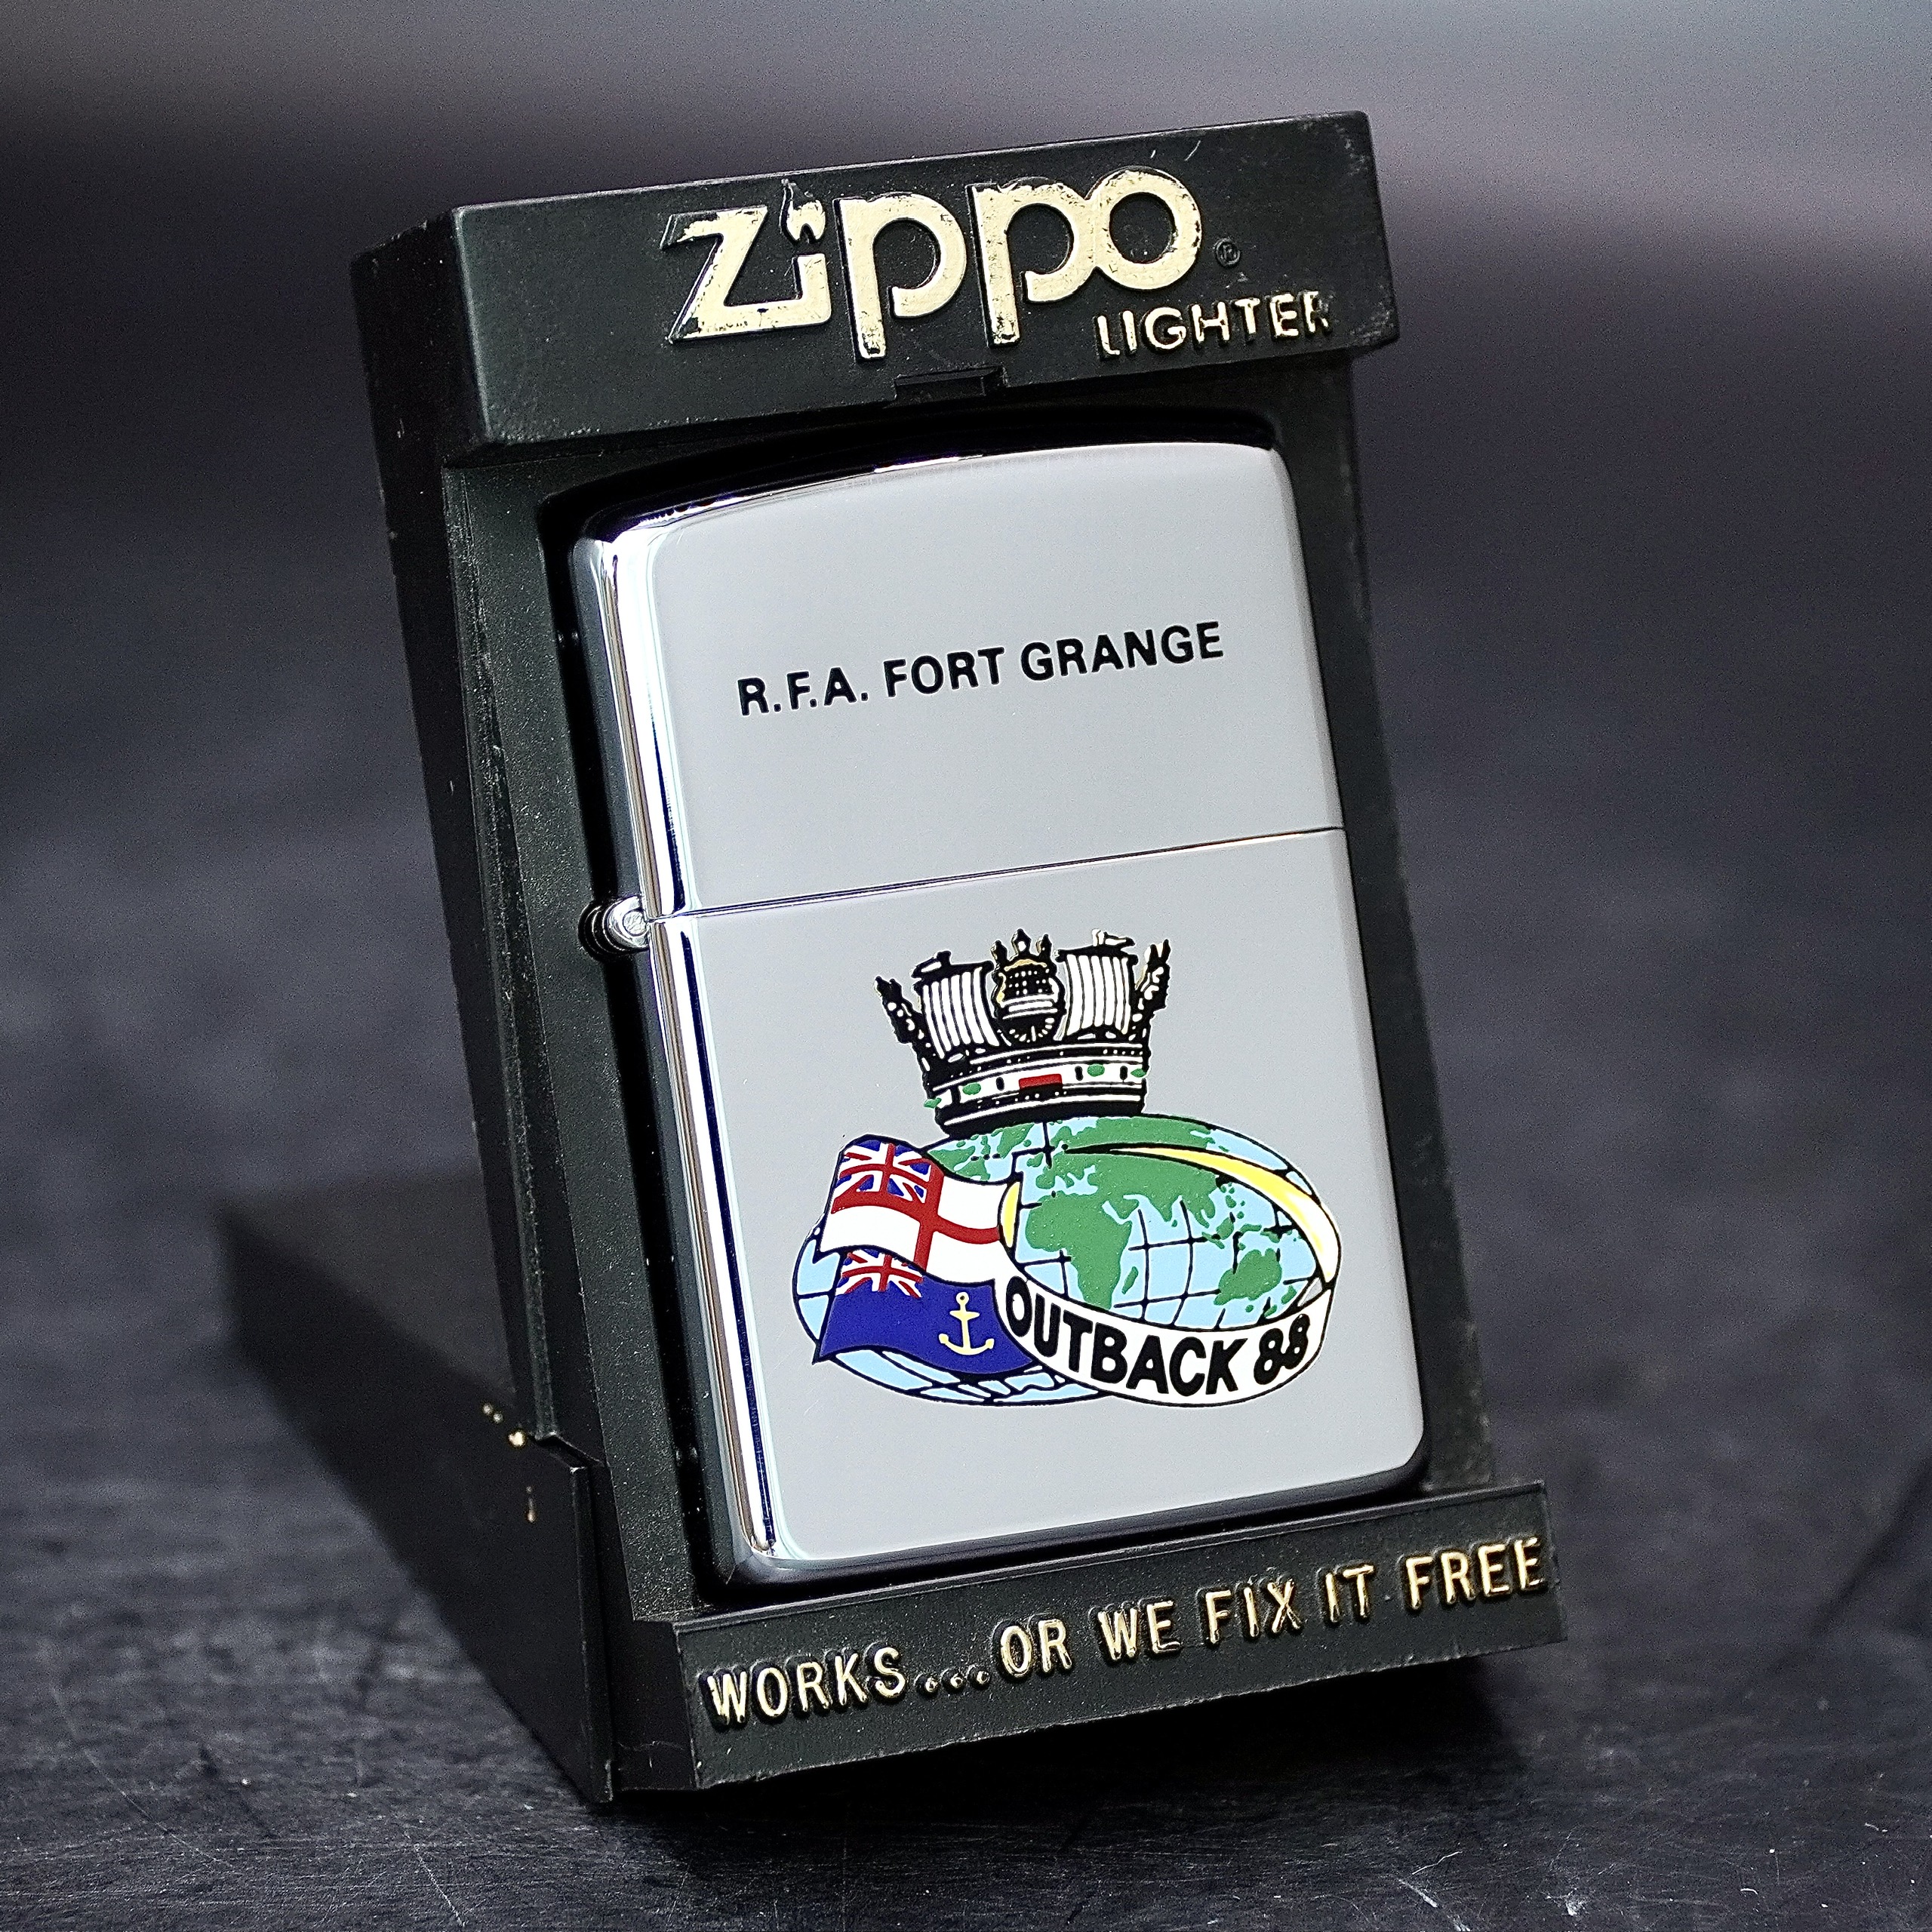 Zippo®
LIGHTER
R.F.A. FORT GRANGE
OUTBACK 88
WORKS....OR WE FIX IT FREE